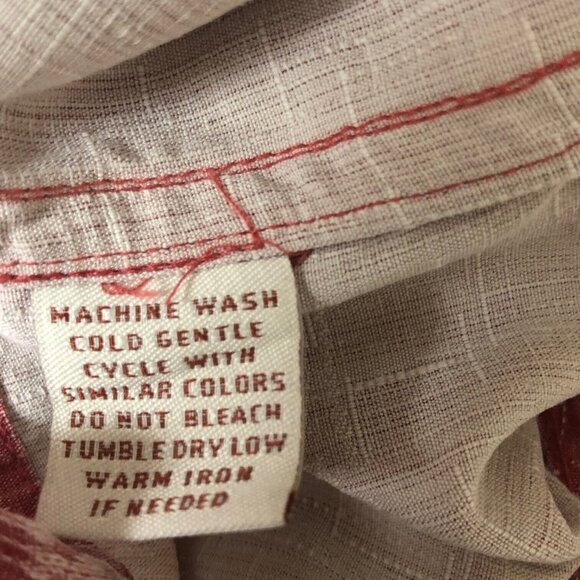 MACHINE WASH
COLD GENTLE
CYCLE WITH
SIMILAR COLORS
DO NOT BLEACH
TUMBLE DRY LOW
WARM IRON
IF NEEDED